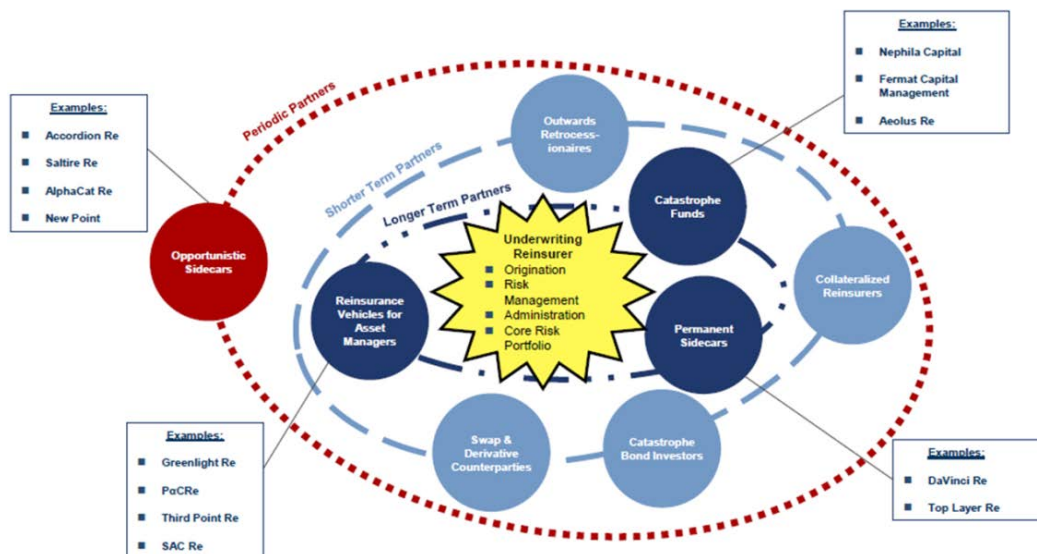 Examples:
Nephila Capital
Fermat Capital
Management
Aeolus Re
Examples:
Accordion Re
Saltire Re
AlphaCat Re
New Point
Periodic Partners
Shorter Term Partners
Longer Term Partners
Outwards
Retrocess-
ionaires
Catastrophe
Funds
Opportunistic
Sidecars
Underwriting
Reinsurer
Origination
Risk
Management
Administration
Core Risk
Portfolio
Collateralized
Reinsurers
Reinsurance
Vehicles for
Asset
Managers
Permanent
Sidecars
Swap &
Derivative
Counterparties
Catastrophe
Bond Investors
Examples:
Greenlight Re
PαCRe
Third Point Re
SAC Re
Examples:
DaVinci Re
Top Layer Re